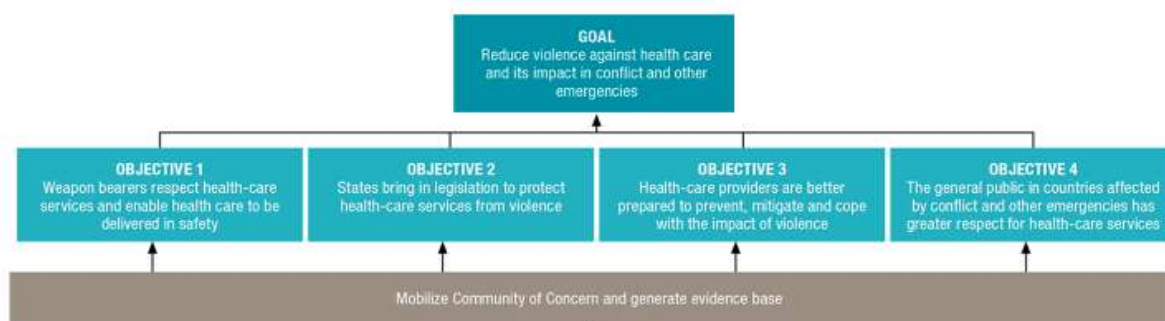 GOAL
Reduce violence against health care
and its impact in conflict and other
emergencies
OBJECTIVE 1
Weapon bearers respect health-care
services and enable health care to be
delivered in safety
OBJECTIVE 2
States bring in legislation to protect
health-care services from violence
OBJECTIVE 3
Health-care providers are better
prepared to prevent, mitigate and cope
with the impact of violence
OBJECTIVE 4
The general public in countries affected
by conflict and other emergencies has
greater respect for health-care services
Mobilize Community of Concern and generate evidence base